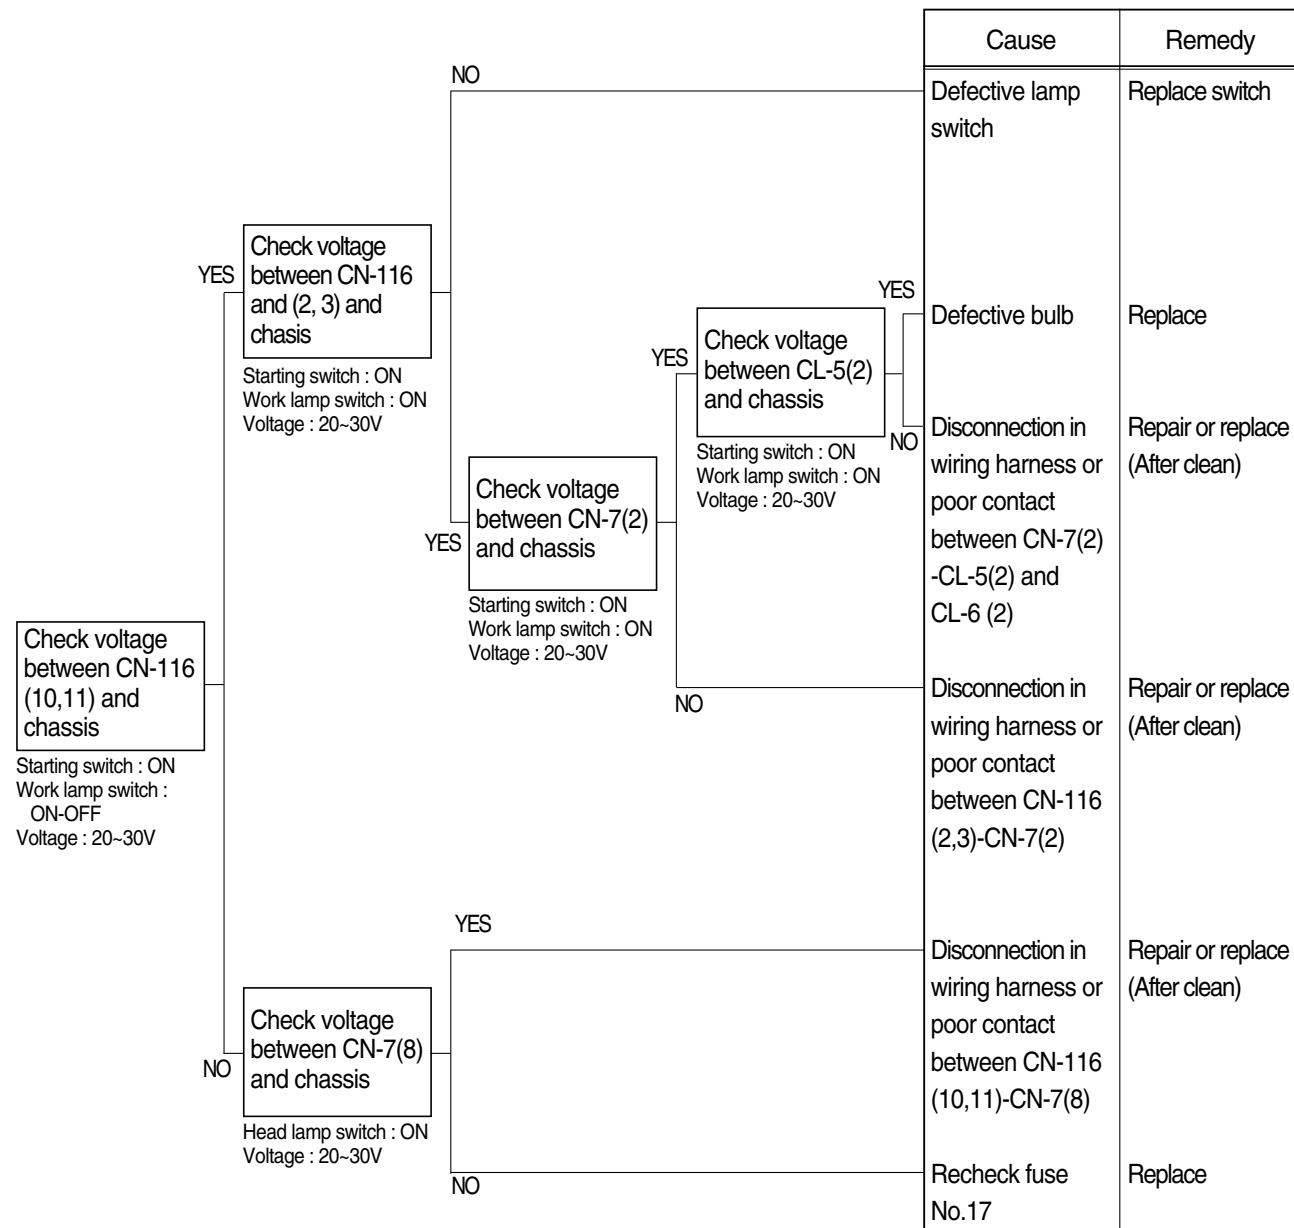 Cause
Remedy
NO
Defective lamp
switch
Replace switch
YES
Check voltage
between CN-116
and (2, 3) and
chasis
Starting switch : ON
Work lamp switch : ON
Voltage : 20~30V
YES
Check voltage
between CL-5(2)
and chassis
Starting switch : ON
Work lamp switch : ON
Voltage : 20~30V
YES
Defective bulb
Replace
NO
Disconnection in
wiring harness or
poor contact
between CN-7(2)
-CL-5(2) and
CL-6 (2)
Repair or replace
(After clean)
YES
Check voltage
between CN-7(2)
and chassis
Starting switch : ON
Work lamp switch : ON
Voltage : 20~30V
NO
Disconnection in
wiring harness or
poor contact
between CN-116
(2,3)-CN-7(2)
Repair or replace
(After clean)
Check voltage
between CN-116
(10,11) and
chassis
Starting switch : ON
Work lamp switch :
ON-OFF
Voltage : 20~30V
YES
Disconnection in
wiring harness or
poor contact
between CN-116
(10,11)-CN-7(8)
Repair or replace
(After clean)
NO
Check voltage
between CN-7(8)
and chassis
Head lamp switch : ON
Voltage : 20~30V
NO
Recheck fuse
No.17
Replace